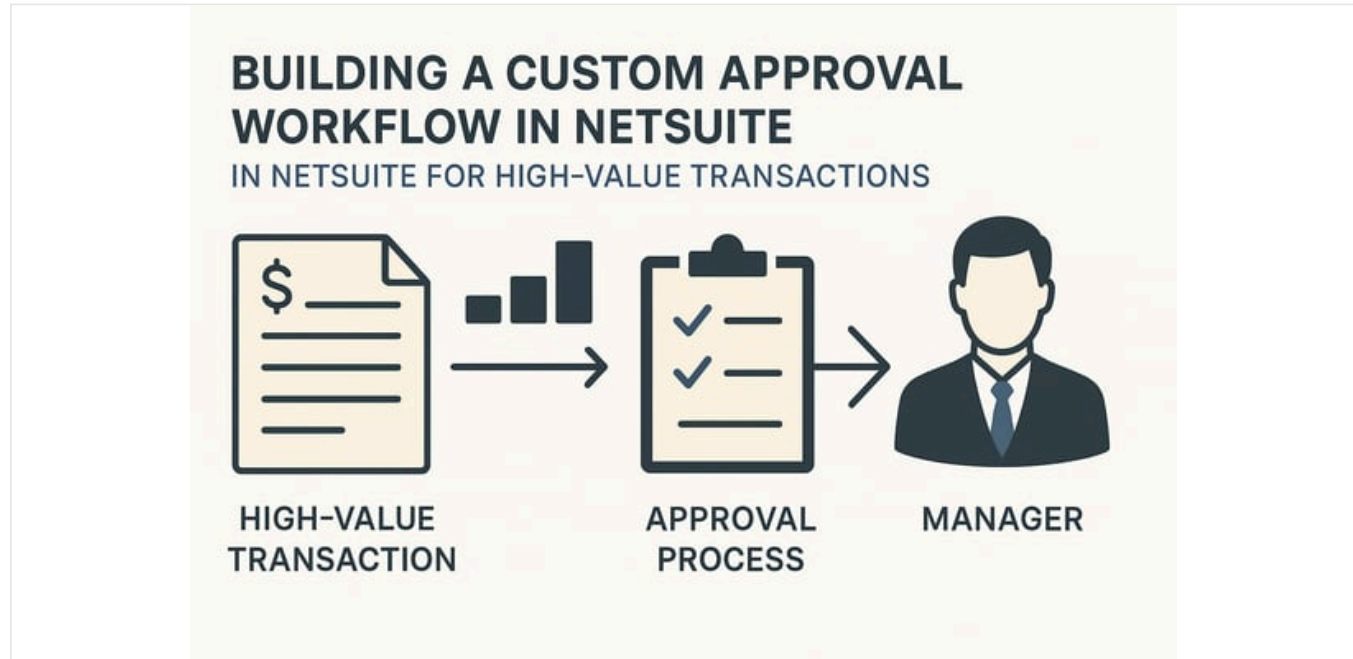 BUILDING A CUSTOM APPROVAL
WORKFLOW IN NETSUITE
IN NETSUITE FOR HIGH-VALUE TRANSACTIONS
$
HIGH-VALUE
TRANSACTION
APPROVAL
PROCESS
MANAGER